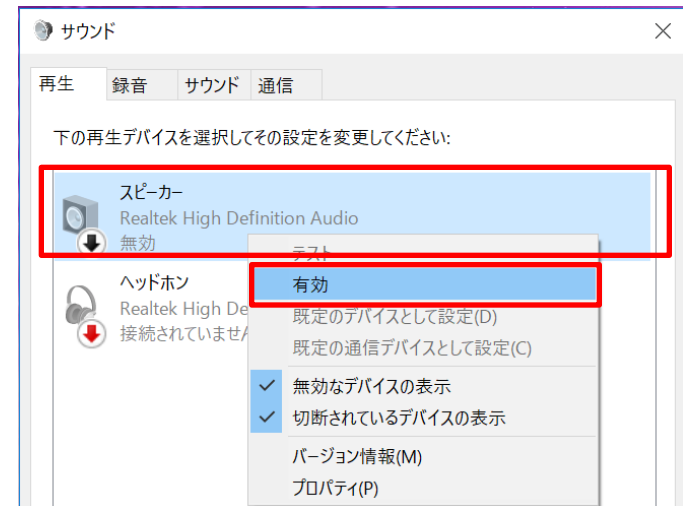 サウンド
再生 録音 サウンド 通信
下の再生デバイスを選択してその設定を変更してください:
スピーカー
Realtek High Definition Audio
無効
テスト
ヘッドホン
有効
Realtek High De
既定のデバイスとして設定(D)
接続されていません
既定の通信デバイスとして設定(C)
無効なデバイスの表示
切断されているデバイスの表示
バージョン情報(M)
プロパティ(P)